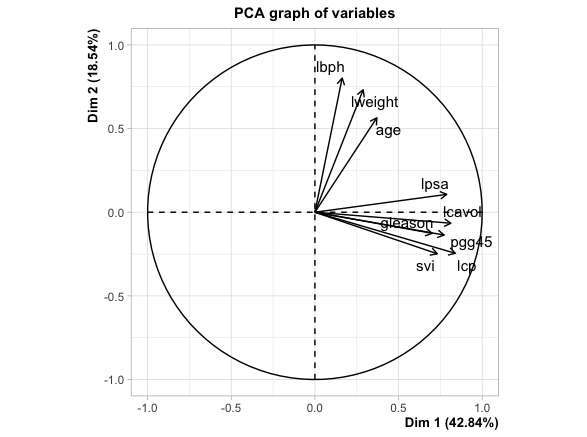 PCA graph of variables
Dim 2 (18.54%)
1.0
0.5
0.0
-0.5
-1.0
lbph
lweight
age
lpsa
lcavol
gleason
pgg45
svi
lcp
-1.0
-0.5
0.0
0.5
1.0
Dim 1 (42.84%)